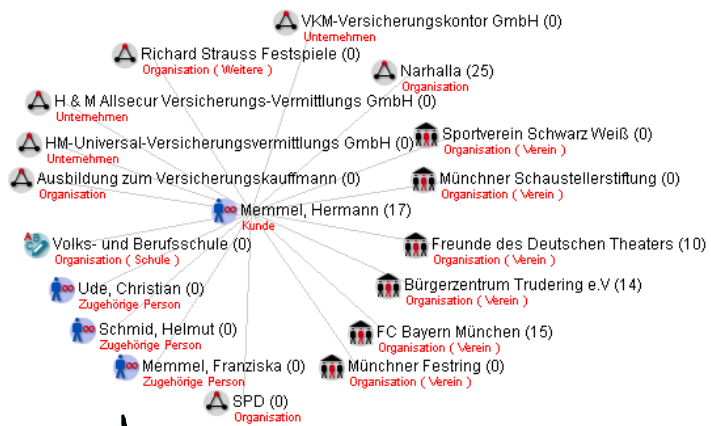 VKM-Versicherungskontor GmbH (0)
Unternehmen
Richard Strauss Festspiele (0)
Organisation ( Weitere )
Narhalla (25)
Organisation
H & M Allsecur Versicherungs-Vermittlungs GmbH (0)
Unternehmen
HM-Universal-Versicherungsvermittlungs GmbH (0)
Unternehmen
Sportverein Schwarz Weiß (0)
Organisation ( Verein )
Ausbildung zum Versicherungskauffmann (0)
Organisation
Münchner Schaustellerstiftung (0)
Organisation ( Verein )
Memmel, Hermann (17)
Kunde
Volks- und Berufsschule (0)
Organisation ( Schule )
Freunde des Deutschen Theaters (10)
Organisation ( Verein )
Ude, Christian (0)
Zugehörige Person
Bürgerzentrum Trudering e.V (14)
Organisation ( Verein )
Schmid, Helmut (0)
Zugehörige Person
FC Bayern München (15)
Organisation ( Verein )
Memmel, Franziska (0)
Zugehörige Person
Münchner Festring (0)
Organisation ( Verein )
SPD (0)
Organisation